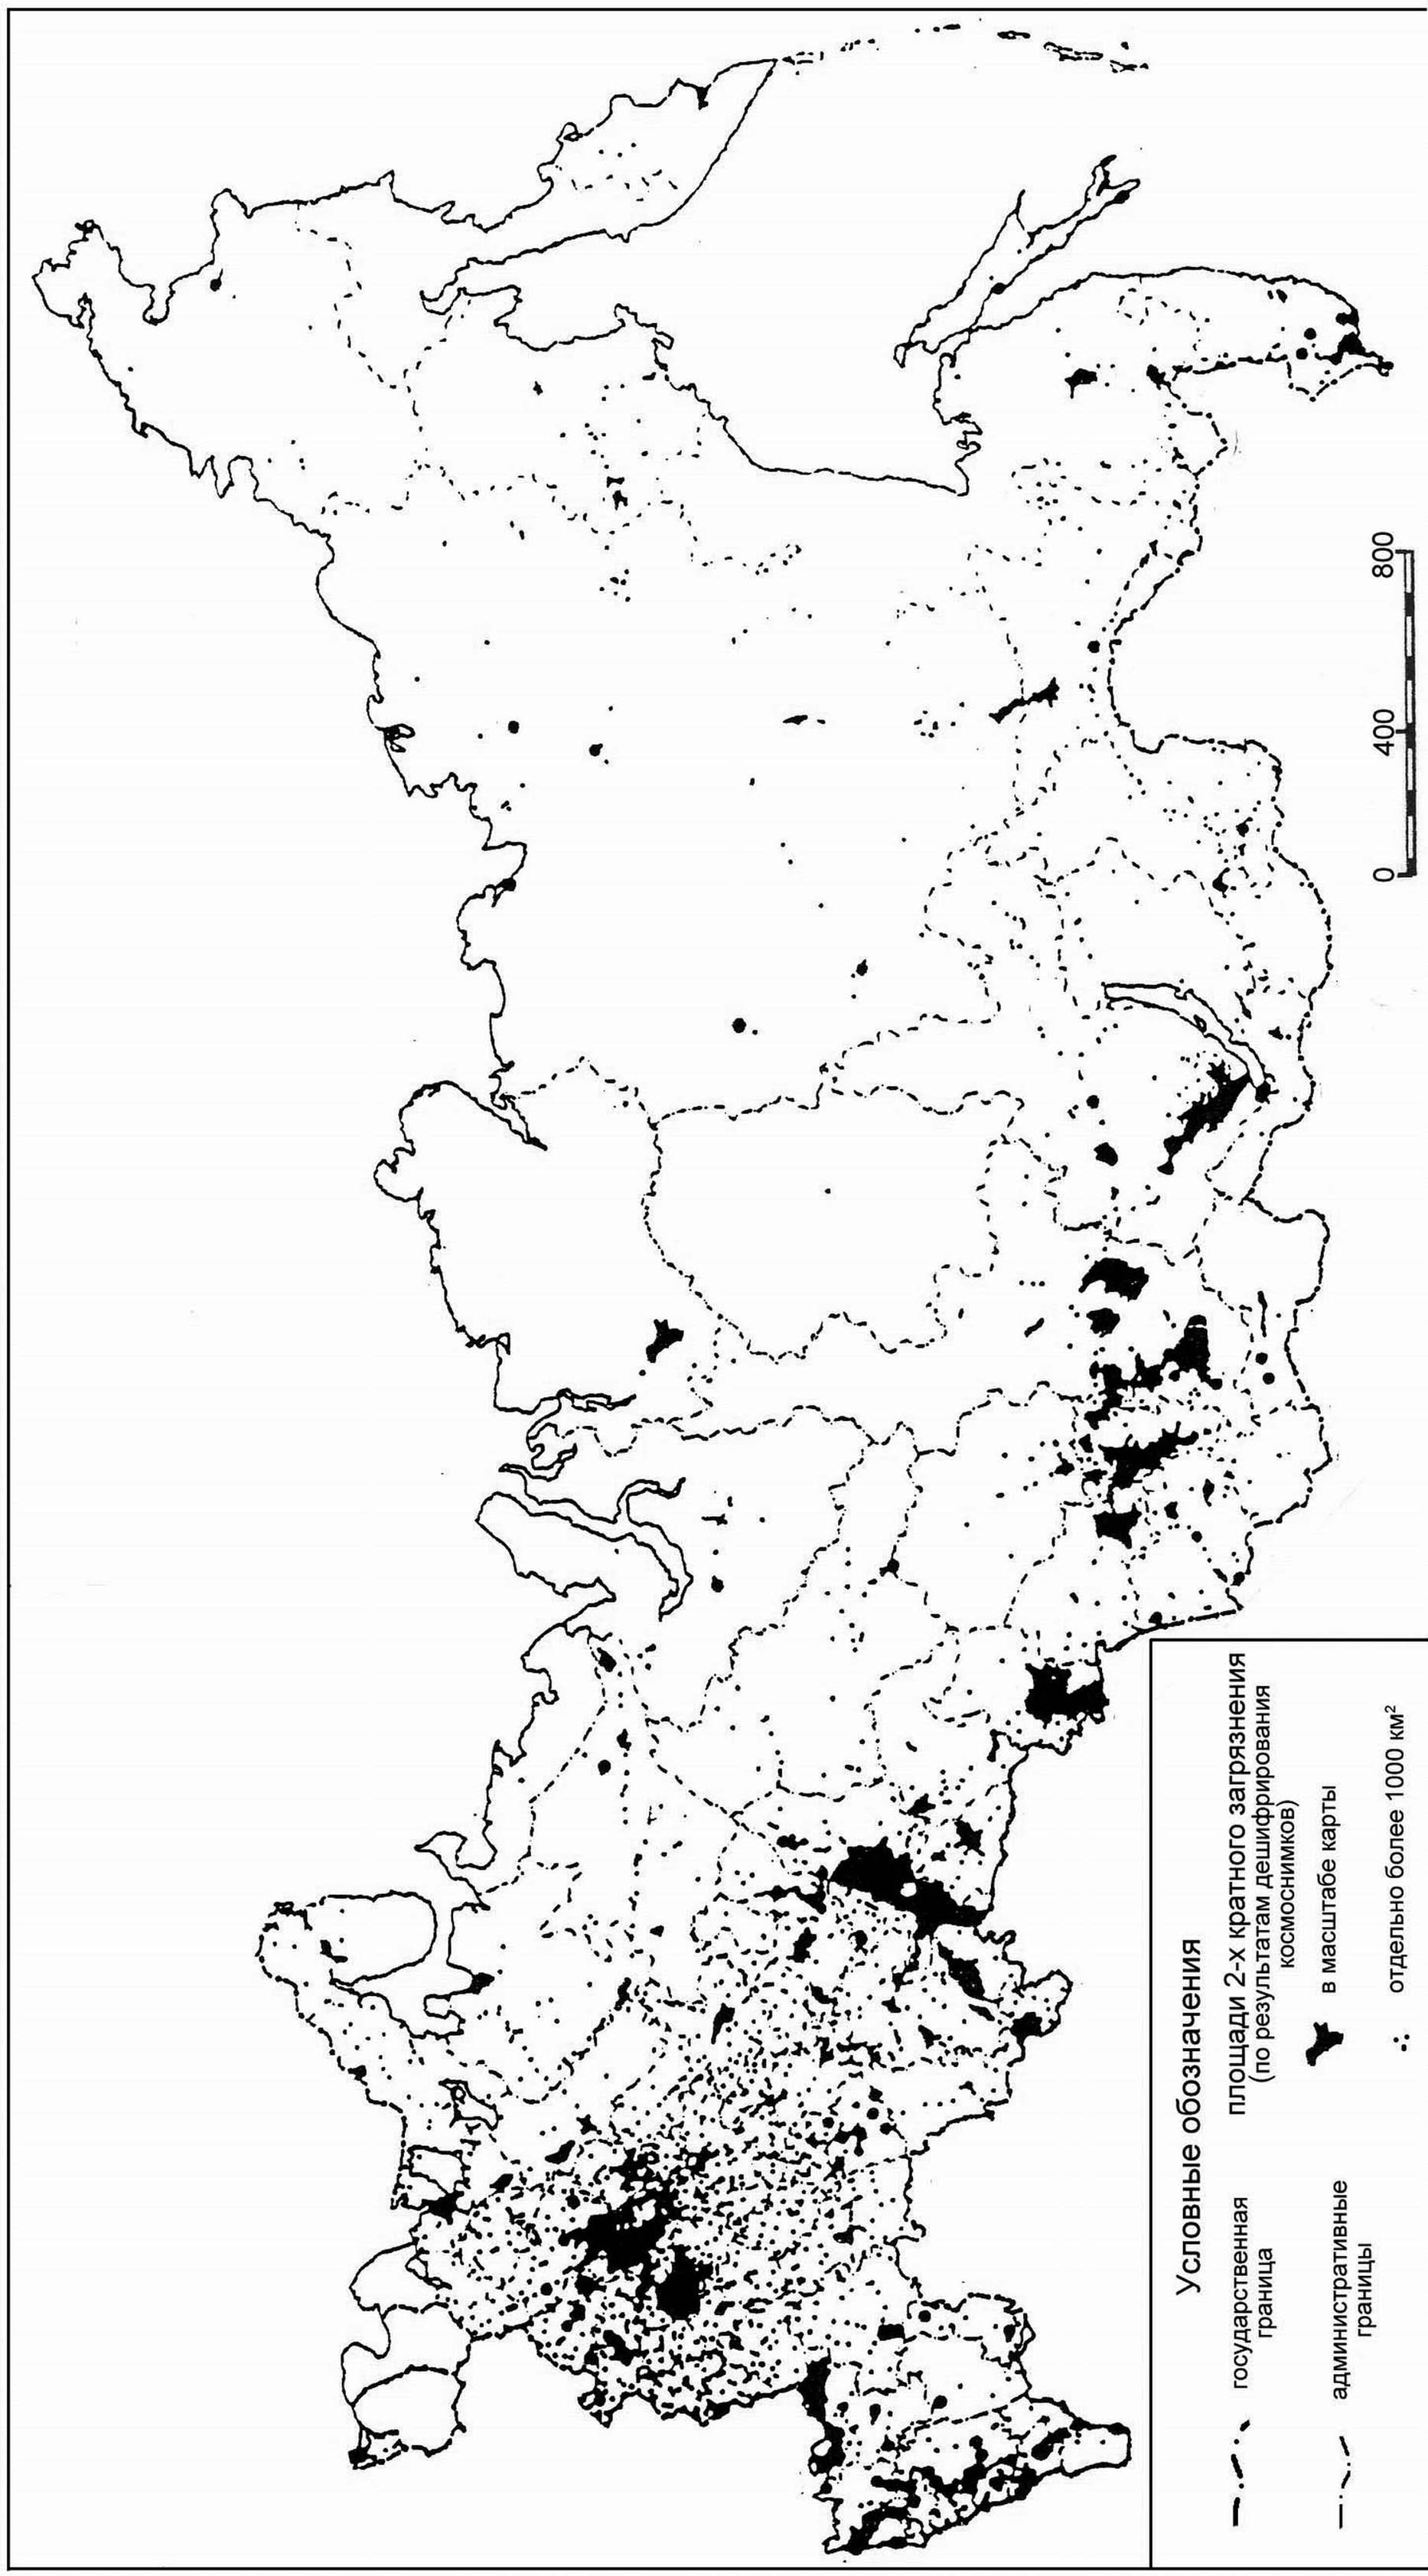 Условные обозначения
государственная
граница
административные
границы
площади 2-х кратного загрязнения
(по результатам дешифрирования
космоснимков)
в масштабе карты
отдельно более 1000 км²
0 400 800